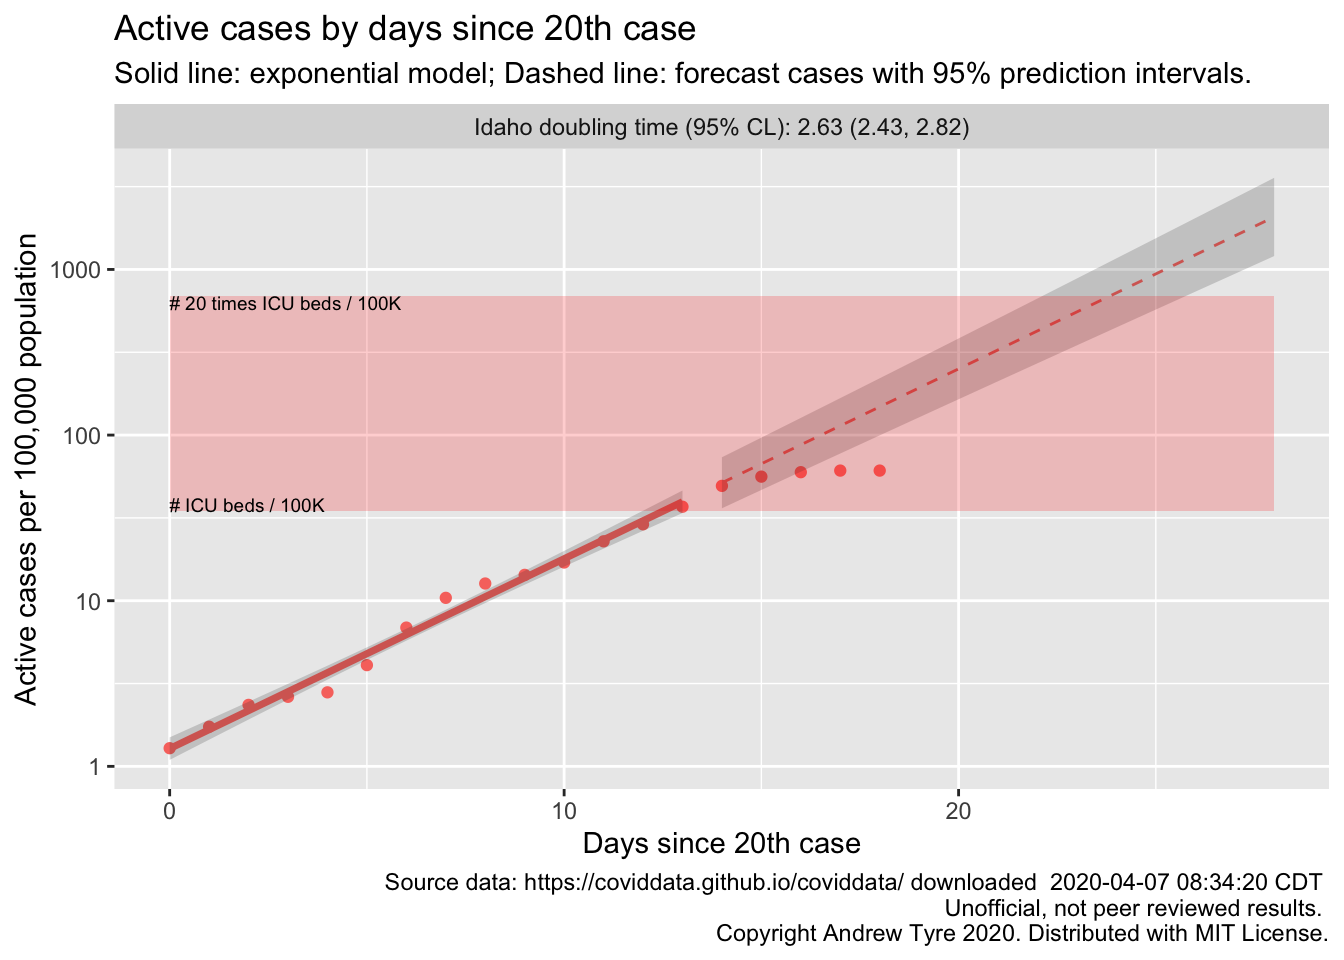 Active cases by days since 20th case
Solid line: exponential model; Dashed line: forecast cases with 95% prediction intervals.
Idaho doubling time (95% CL): 2.63 (2.43, 2.82)
Active cases per 100,000 population
1000
# 20 times ICU beds / 100K
100
# ICU beds / 100K
10
1
0
10
20
Days since 20th case
Source data: https://coviddata.github.io/coviddata/ downloaded  2020-04-07 08:34:20 CDT
Unofficial, not peer reviewed results.
Copyright Andrew Tyre 2020. Distributed with MIT License.